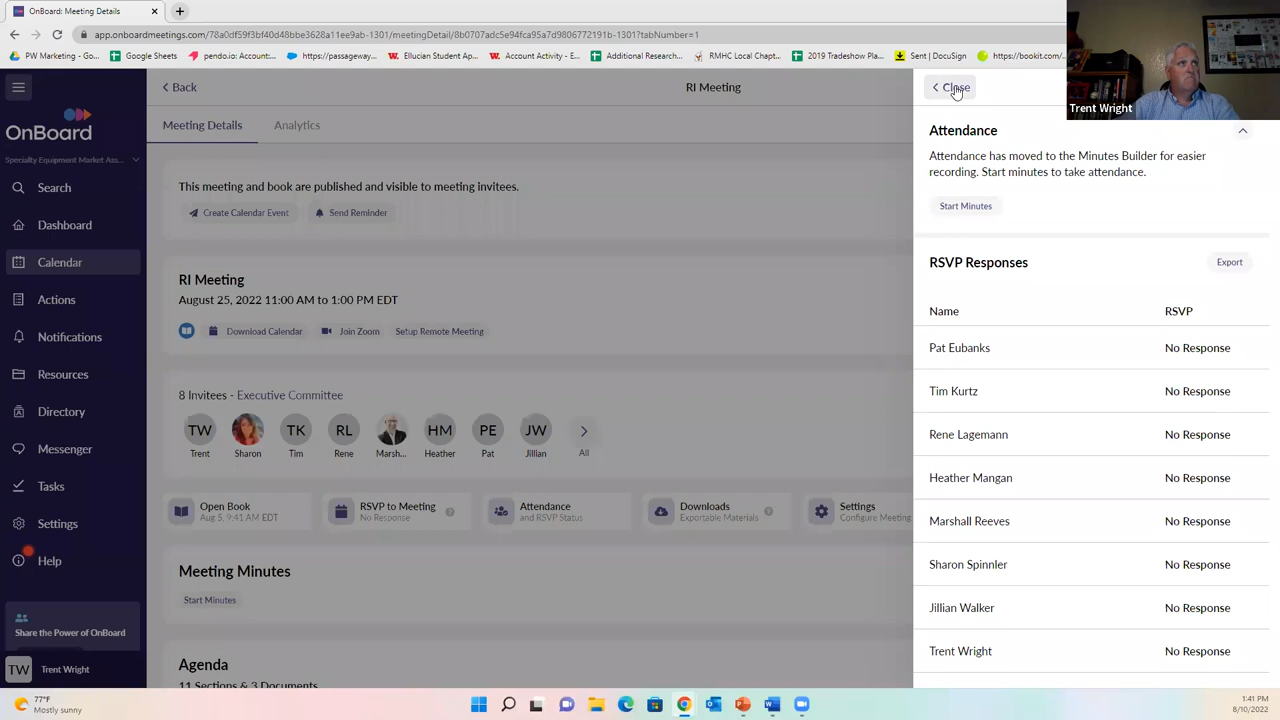 OnBoard: Meeting Details
app.onboardmeetings.com/78a0df59f3bf40d48bbe3628a11ee9ab-301/meetingDetail/8b0707adc59
06772191b-1301?tabNumber=1
PW Marketing - Go...
Google Sheets
pendo.io: Account:...
https://passageway...
Ellucian App d...
Account Activity - E...
Additional Research...
RMHC Local Chapt...
2019 Tradeshow Pla...
Sent | DocuSign
https://bookit.com/...
Trent Wright
OnBoard
Specialty Equipment Market Ass...
Search
Dashboard
Calendar
Actions
Notifications
Resources
Directory
Messenger
Tasks
Settings
Help
Share the Power of OnBoard
TW Trent Wright
Back
RI Meeting
Meeting Details Analytics
This meeting and book are published and visible to meeting invitees.
Create Calendar Event Send Reminder
RI Meeting
August 25, 2022 11:00 AM to 1:00 PM EDT
Download Calendar Join Zoom Setup Remote Meeting
8 Invitees - Executive Committee
TW TK RL HM PE JW
Trent Sharon Tim Rene Marsh... Heather Pat Jillian All
Open Book
Aug 5, 9:41 AM EDT
RSVP to Meeting
No Response
Attendance
and RSVP Status
Downloads
Exportable Materials
Settings
Configure Meeting
Meeting Minutes
Start Minutes
Agenda
11 Sections & 3 Documents
Close
Attendance
Attendance has moved to the Minutes Builder for easier
recording. Start minutes to take attendance.
Start Minutes
RSVP Responses Export
Name RSVP
Pat Eubanks No Response
Tim Kurtz No Response
Rene Lagemann No Response
Heather Mangan No Response
Marshall Reeves No Response
Sharon Spinnler No Response
Jillian Walker No Response
Trent Wright No Response
77°F
Mostly sunny
1:41 PM
8/10/2022